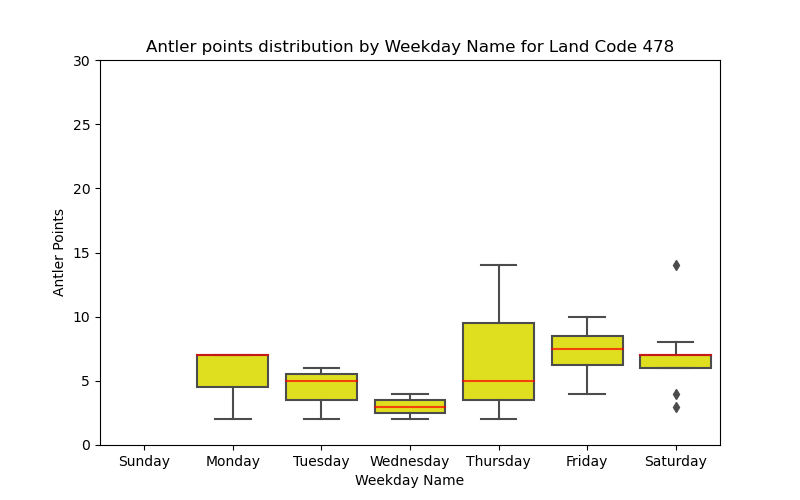 Antler points distribution by Weekday Name for Land Code 478
30
25
20
15
10
5
0
Antler Points
Sunday Monday Tuesday Wednesday Thursday Friday Saturday
Weekday Name